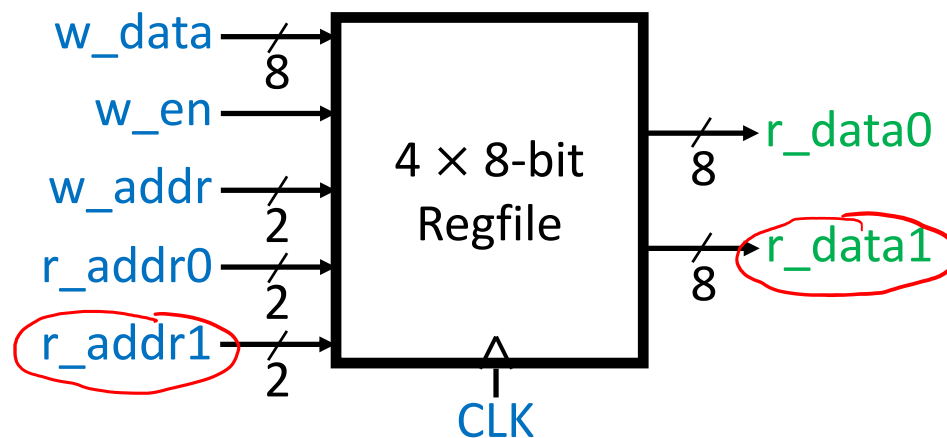 w_data
8
w_en
w_addr
2
r_addr0
2
r_addr1
2
4 × 8-bit
Regfile
CLK
r_data0
8
r_data1
8